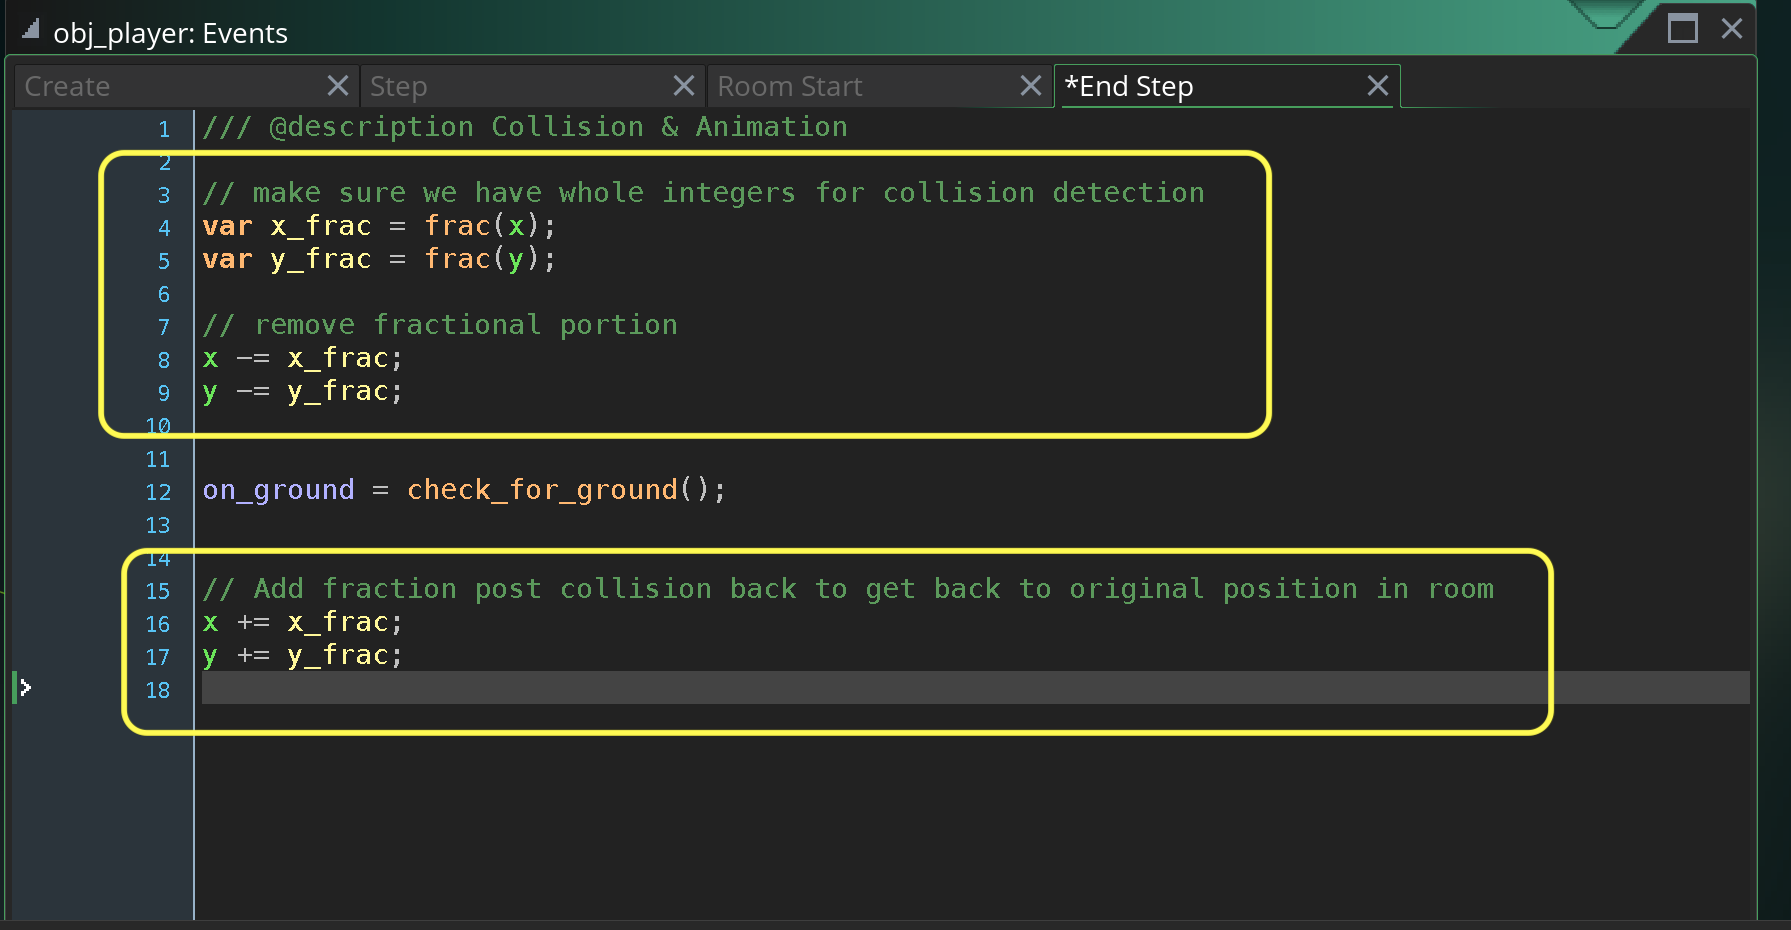 obj_player: Events
Create Step Room Start *End Step
1 /// @description Collision & Animation
2
3 // make sure we have whole integers for collision detection
4 var x_frac = frac(x);
5 var y_frac = frac(y);
6
7 // remove fractional portion
8 x -= x_frac;
9 y -= y_frac;
10
11
12 on_ground = check_for_ground();
13
14
15 // Add fraction post collision back to get back to original position in room
16 x += x_frac;
17 y += y_frac;
18